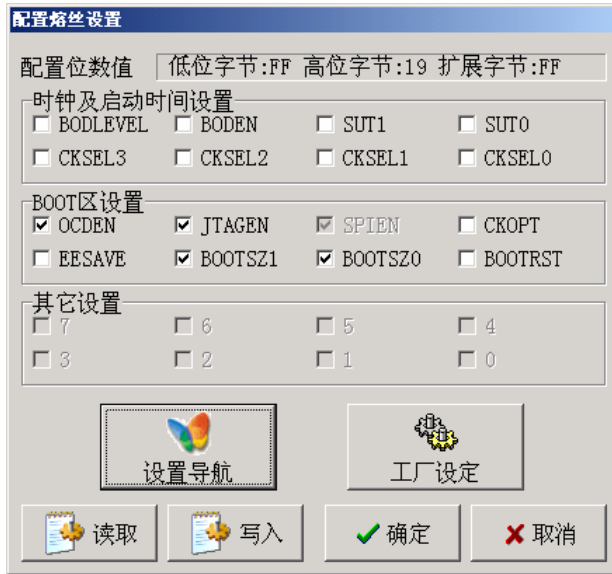 配置熔丝设置
配置位数值 低位字节:FF 高位字节:19 扩展字节:FF
时钟及启动时间设置
BODLEVEL BODEN SUT1 SUT0
CKSEL3 CKSEL2 CKSEL1 CKSEL0
BOOT区设置
OCDEN JTAGEN SPIEN CKOPT
EESAVE BOOTSZ1 BOOTSZ0 BOOTRST
其它设置
7 6 5 4
3 2 1 0
设置导航 工厂设定
读取 写入 确定 取消